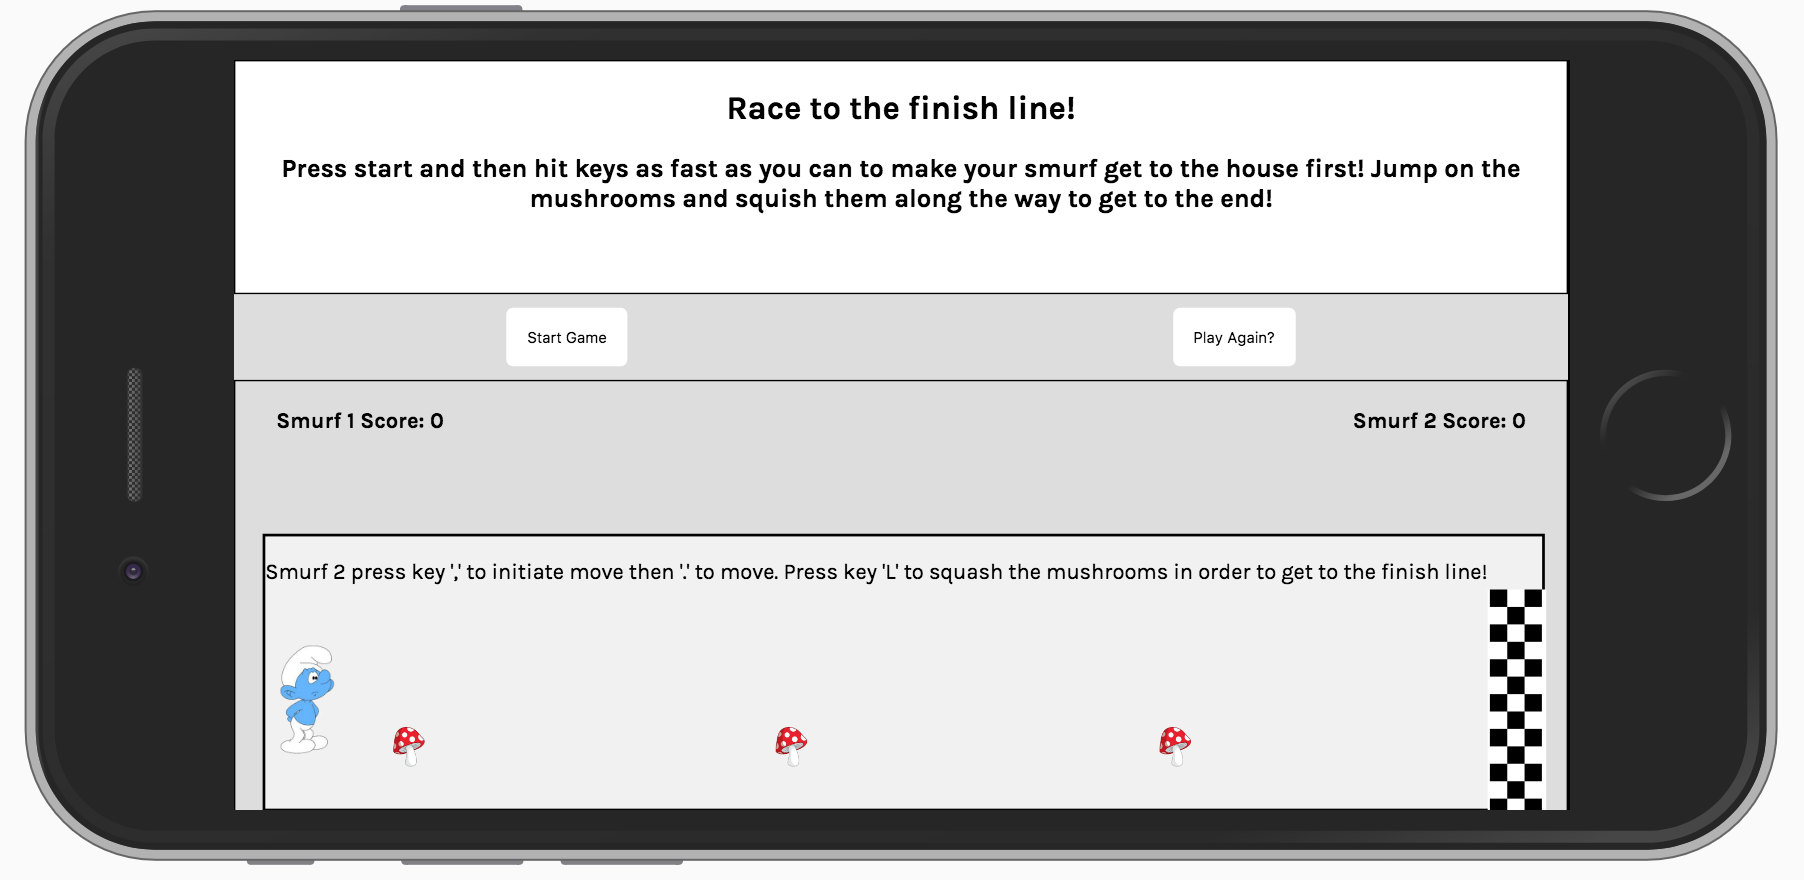 Race to the finish line!
Press start and then hit keys as fast as you can to make your smurf get to the house first! Jump on the
mushrooms and squish them along the way to get to the end!
Start Game
Play Again?
Smurf 1 Score: 0
Smurf 2 Score: 0
Smurf 2 press key ',' to initiate move then '.' to move. Press key 'L' to squash the mushrooms in order to get to the finish line!